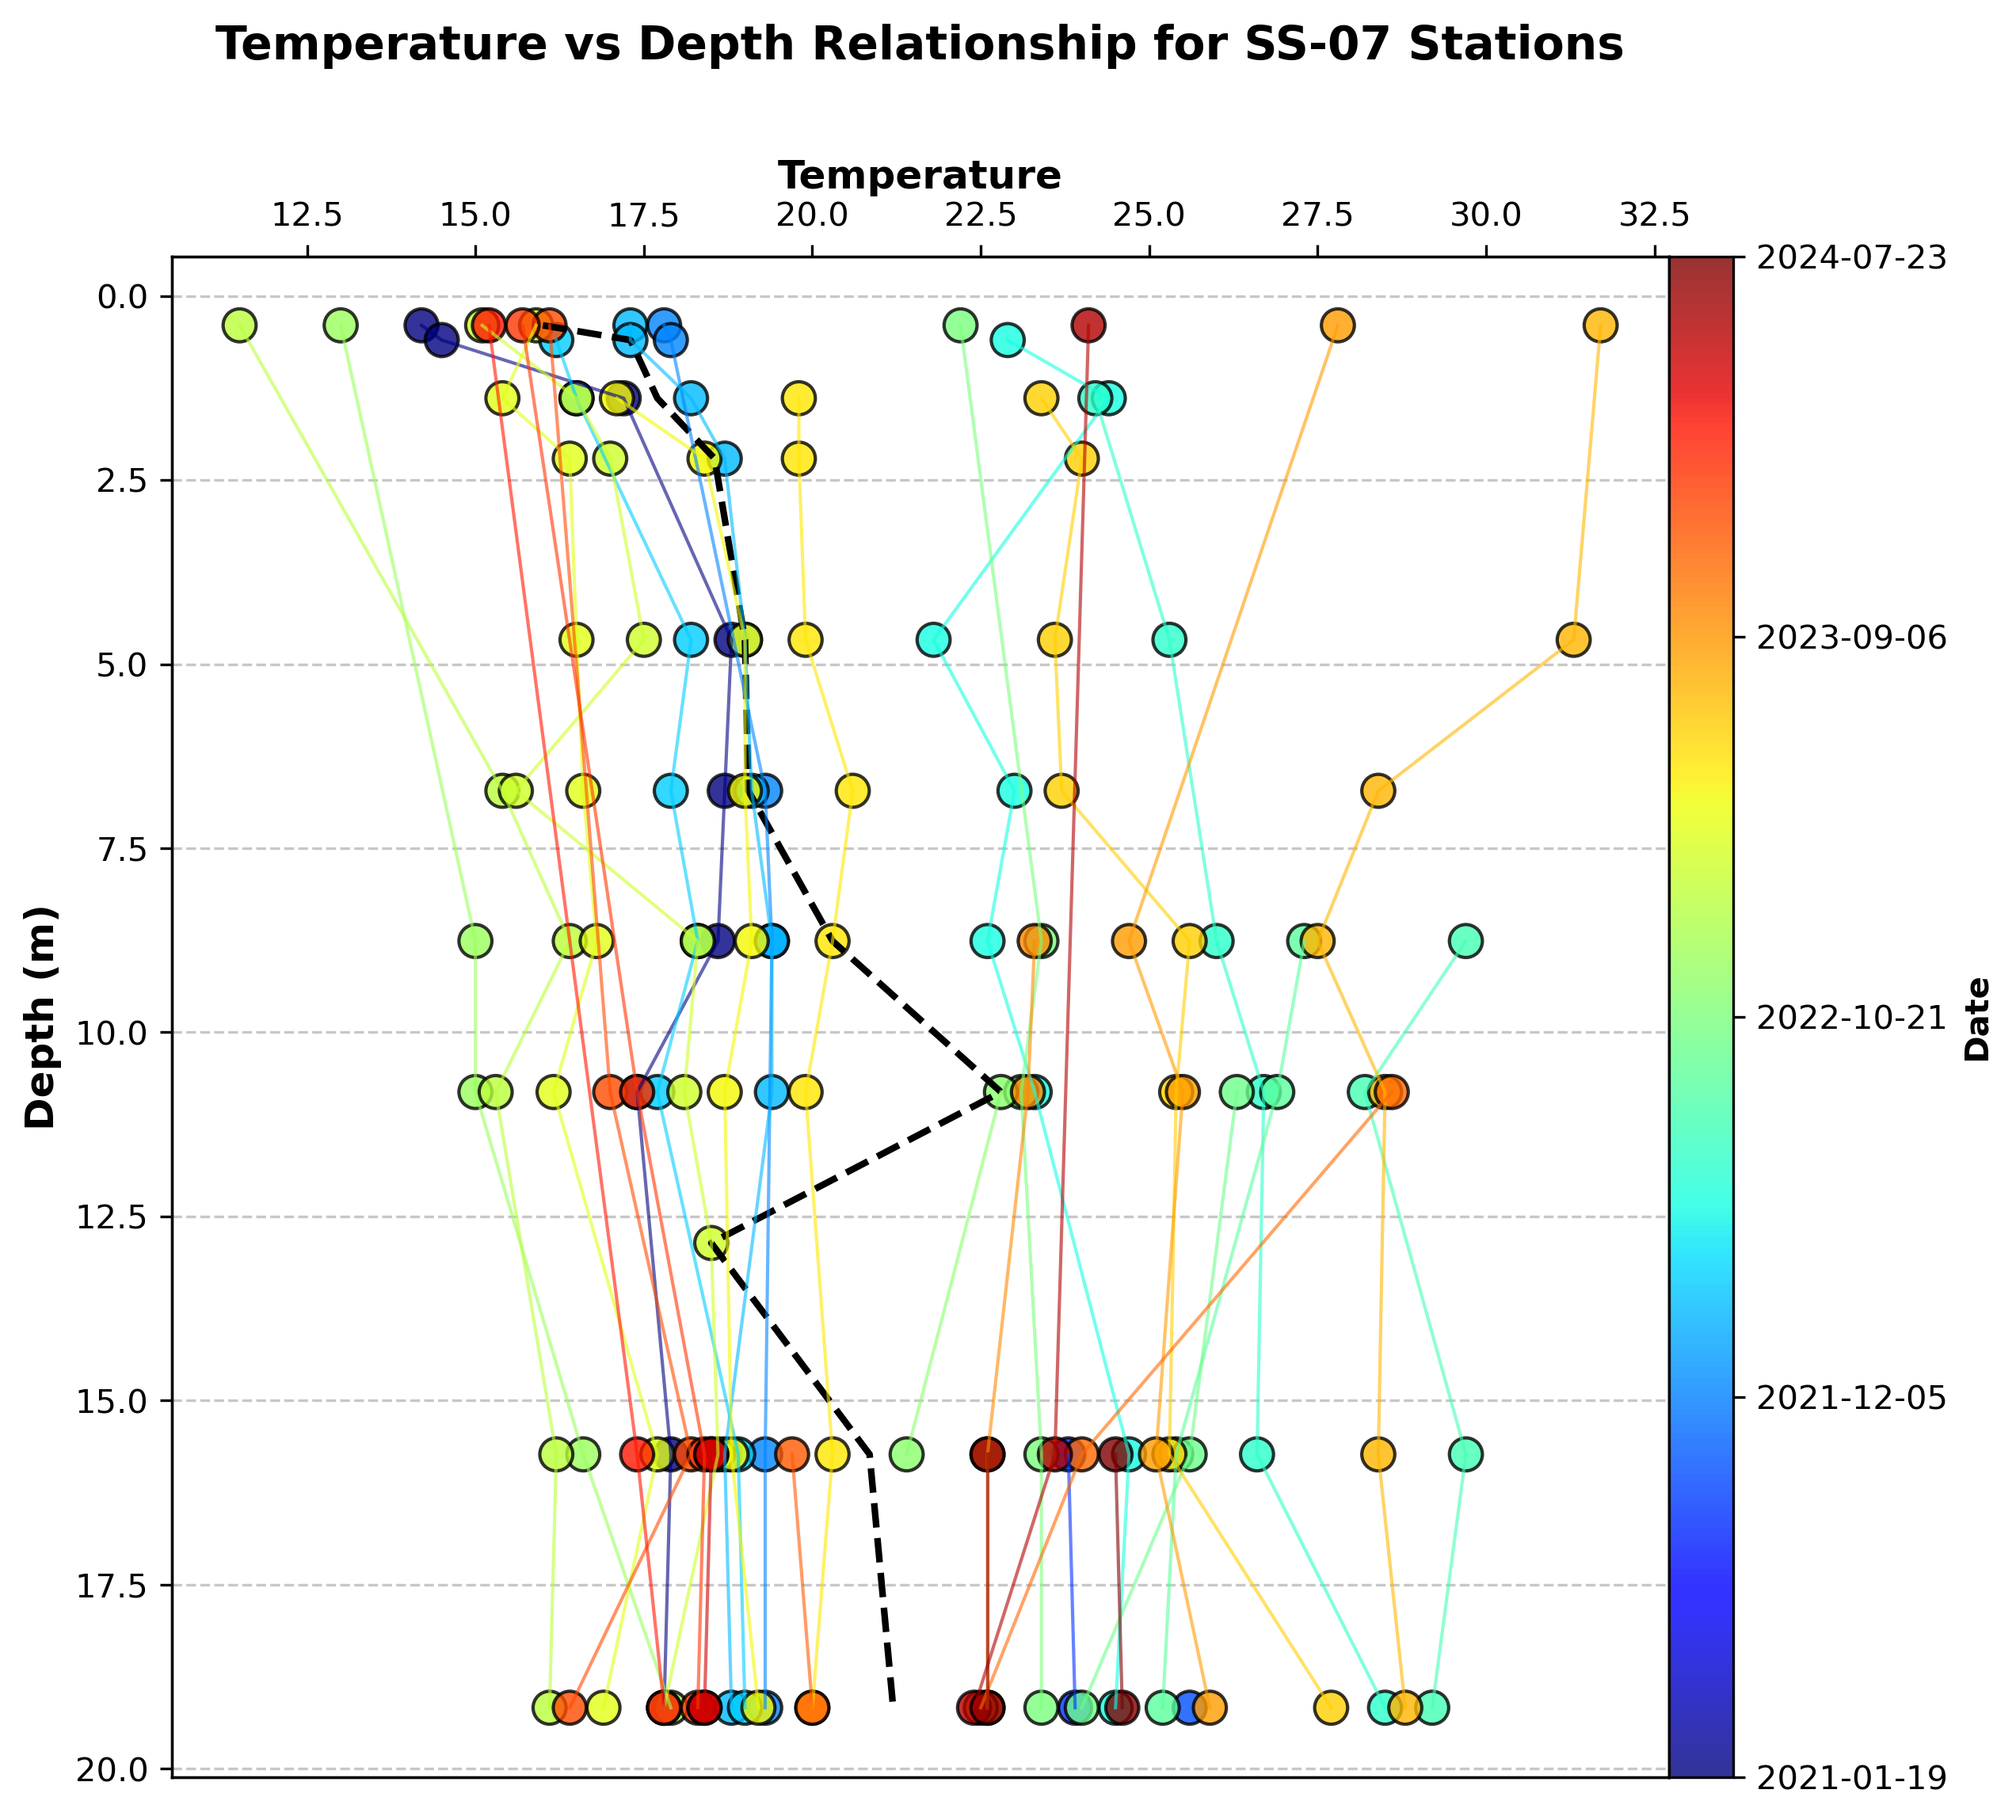 Temperature vs Depth Relationship for SS-07 Stations
Temperature
12.5 15.0 17.5 20.0 22.5 25.0 27.5 30.0 32.5
0.0
2.5
5.0
7.5
10.0
12.5
15.0
17.5
20.0
Depth (m)
2024-07-23
2023-09-06
2022-10-21
2021-12-05
2021-01-19
Date